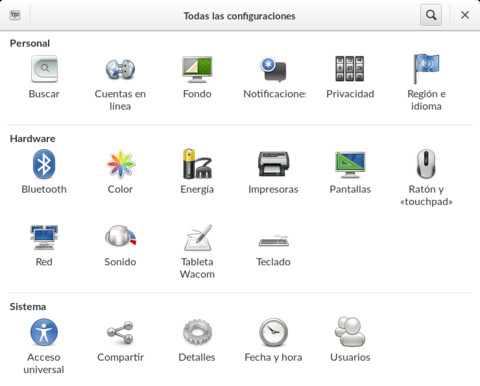 Todas las configuraciones
Personal
Buscar
Cuentas en
línea
Fondo
Notificacione
Privacidad
Región e
idioma
Hardware
Bluetooth
Color
Energía
Impresoras
Pantallas
Ratón y
«touchpad»
Red
Sonido
Tableta
Wacom
Teclado
Sistema
Acceso
universal
Compartir
Detalles
Fecha y hora
Usuarios